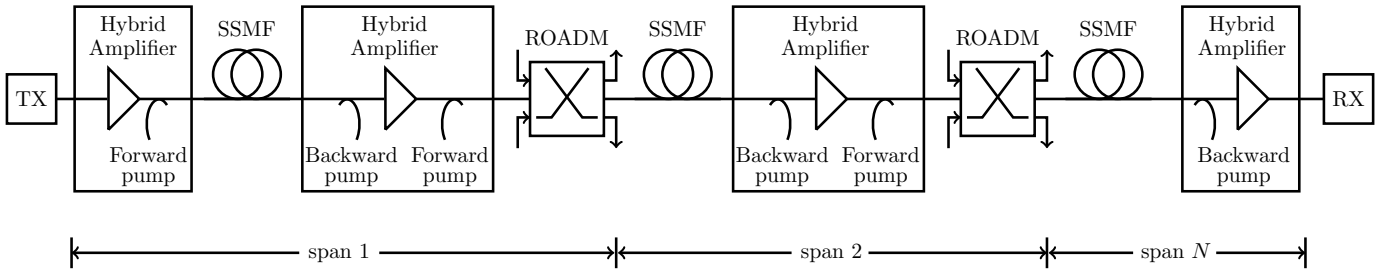 TX
Hybrid
Amplifier
Forward
pump
SSMF
Hybrid
Amplifier
Backward
pump
Forward
pump
ROADM
SSMF
Hybrid
Amplifier
Backward
pump
Forward
pump
ROADM
SSMF
Hybrid
Amplifier
Backward
pump
RX
span 1
span 2
span N